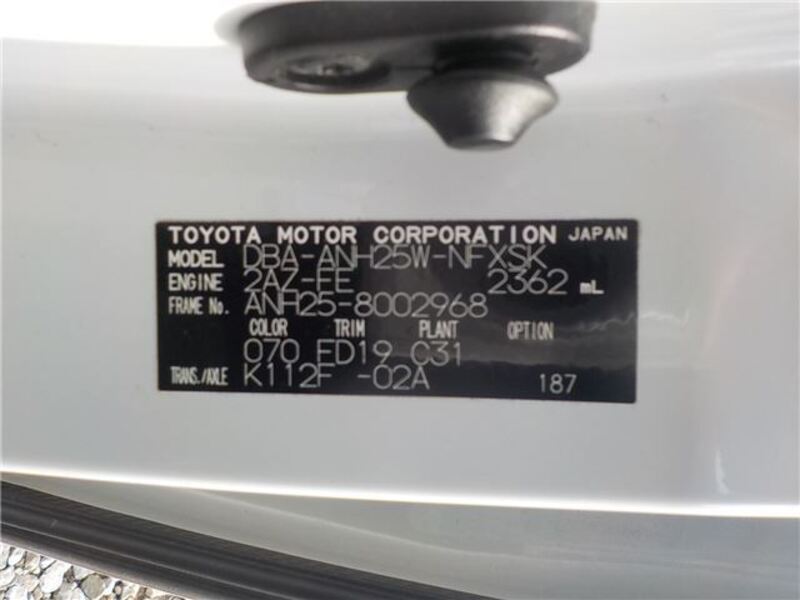 TOYOTA MOTOR CORPORATION JAPAN
MODEL DBA-ANH25W-NFXSK
ENGINE 2AZ-FE 2362 mL
FRAME No. ANH25-8002968
COLOR TRIM PLANT OPTION
070 FD19 C31
TRANS./AXLE K112F -02A 187